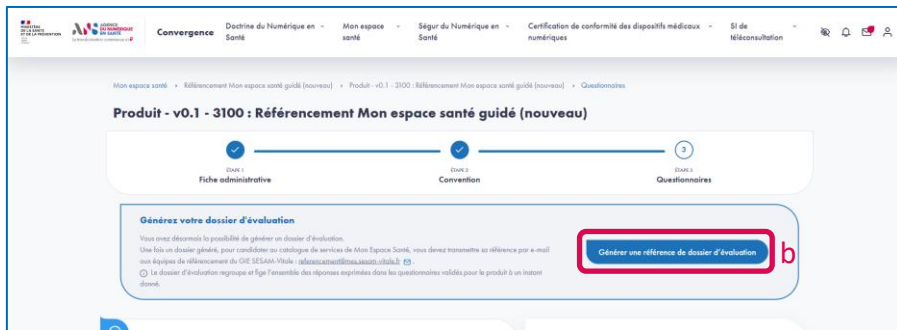 MINISTÈRE
DE LA SANTÉ
ET DE LA PRÉVENTION
AGENCE
DU NUMÉRIQUE
EN SANTÉ
Convergence
Doctrine du Numérique en
Santé
Mon espace
santé
Ségur du Numérique en
Santé
Certification de conformité des dispositifs médicaux
numériques
SI de
téléconsultation
Mon espace santé • Référencement Mon espace santé guidé (nouveau) • Produit - v0.1 - 3100 : Référencement Mon espace santé guidé (nouveau) • Questionnaires
Produit - v0.1 - 3100 : Référencement Mon espace santé guidé (nouveau)
3
ÉTAPE 1
Fiche administrative
ÉTAPE 2
Convention
ÉTAPE 3
Questionnaires
Générez votre dossier d'évaluation
Vous avez désormais la possibilité de générer un dossier d'évaluation.
Une fois un dossier généré, pour candidater au catalogue de services de Mon Espace Santé, vous devez transmettre sa référence par e-mail
aux équipes de référencement du GIE SESAM-Vitale : referencement@mes.sesam-vitale.fr .
Le dossier d'évaluation regroupe et fige l'ensemble des réponses exprimées dans les questionnaires validés pour le produit à un instant
donné.
Générer une référence de dossier d'évaluation
b